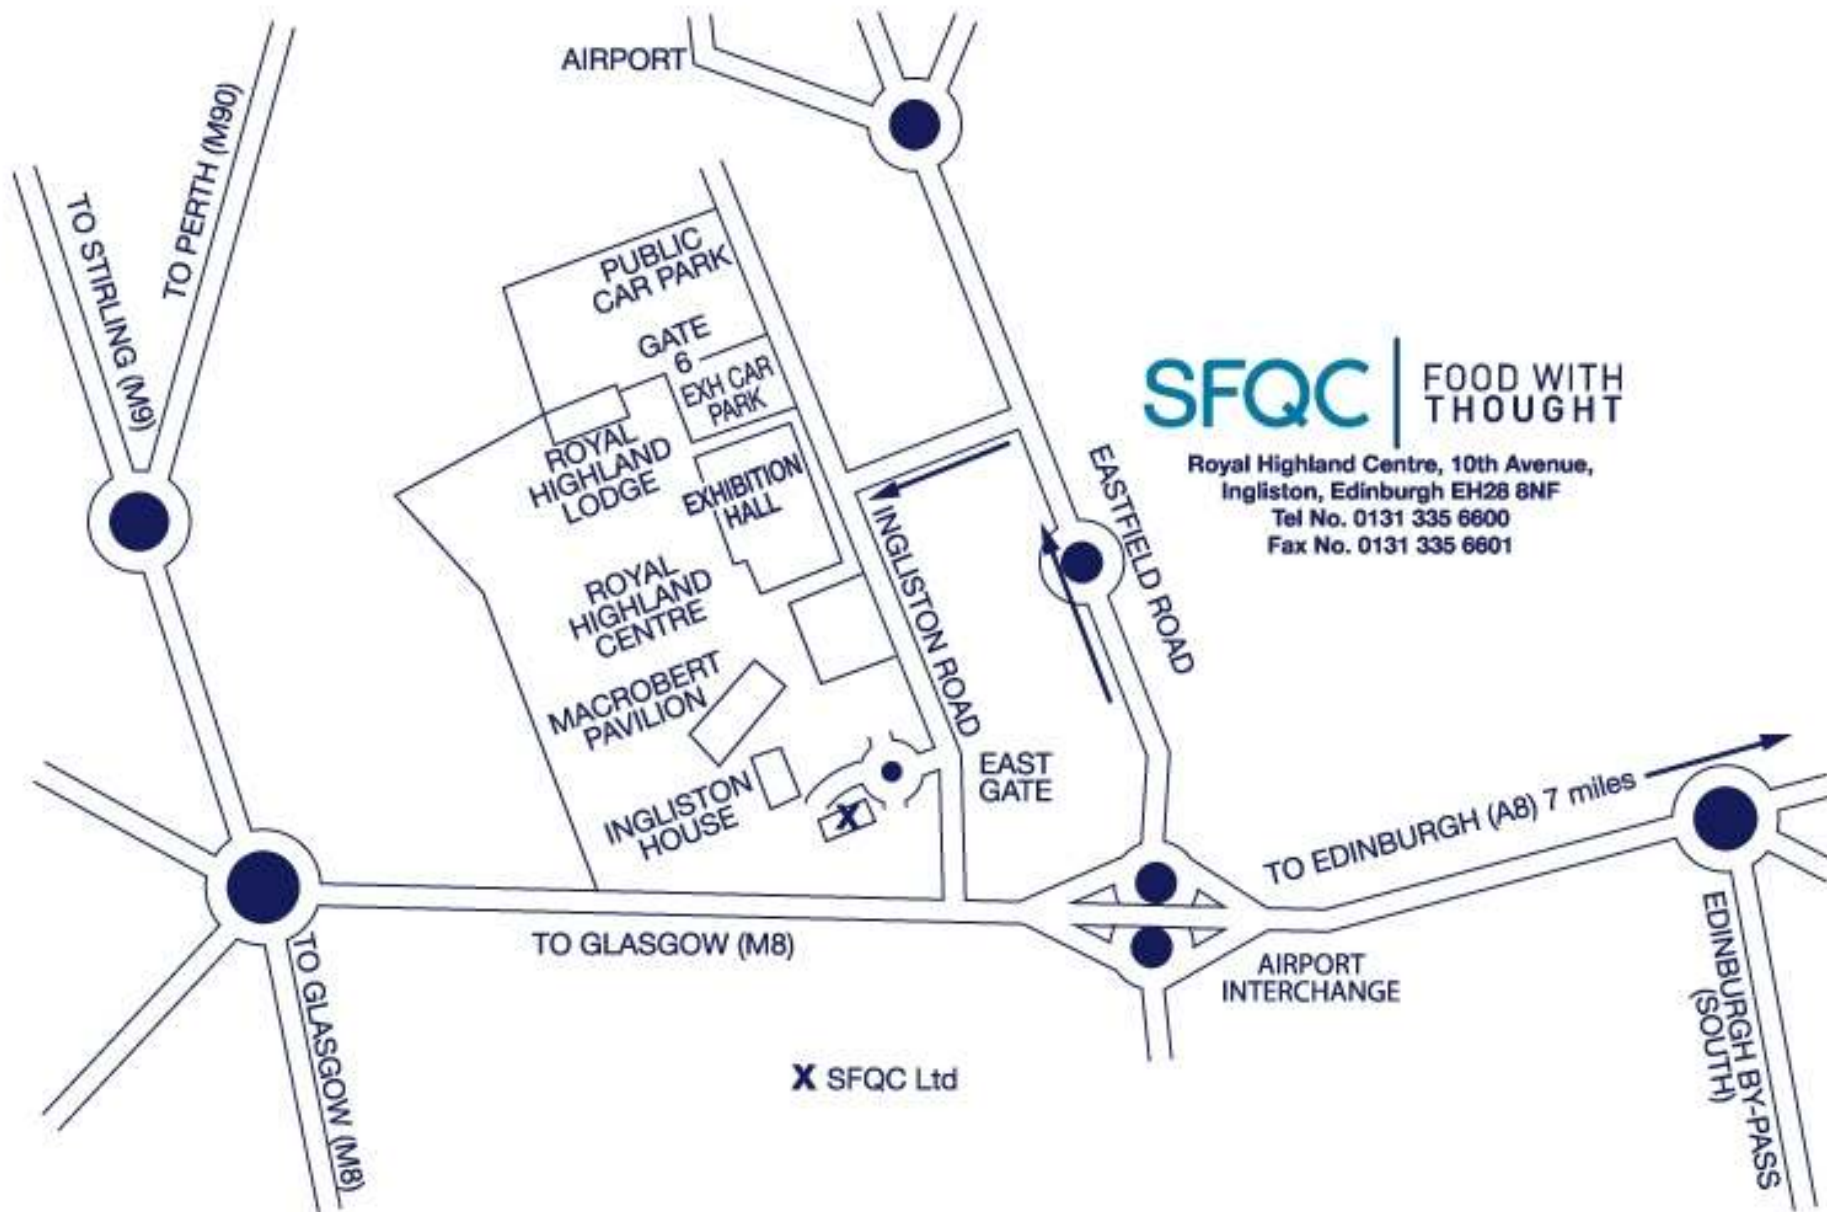 AIRPORT
TO PERTH (M90)
TO STIRLING (M9)
PUBLIC
CAR PARK
GATE
6
EXH CAR
PARK
ROYAL
HIGHLAND
LODGE
EXHIBITION
HALL
ROYAL
HIGHLAND
CENTRE
MACROBERT
PAVILION
INGLISTON
HOUSE
X
INGLISTON ROAD
EAST
GATE
EASTFIELD ROAD
SFQC
FOOD WITH
THOUGHT
Royal Highland Centre, 10th Avenue,
Ingliston, Edinburgh EH28 8NF
Tel No. 0131 335 6600
Fax No. 0131 335 6601
TO EDINBURGH (A8) 7 miles
TO GLASGOW (M8)
AIRPORT
INTERCHANGE
EDINBURGH BY-PASS
(SOUTH)
TO GLASGOW (M8)
X SFQC Ltd